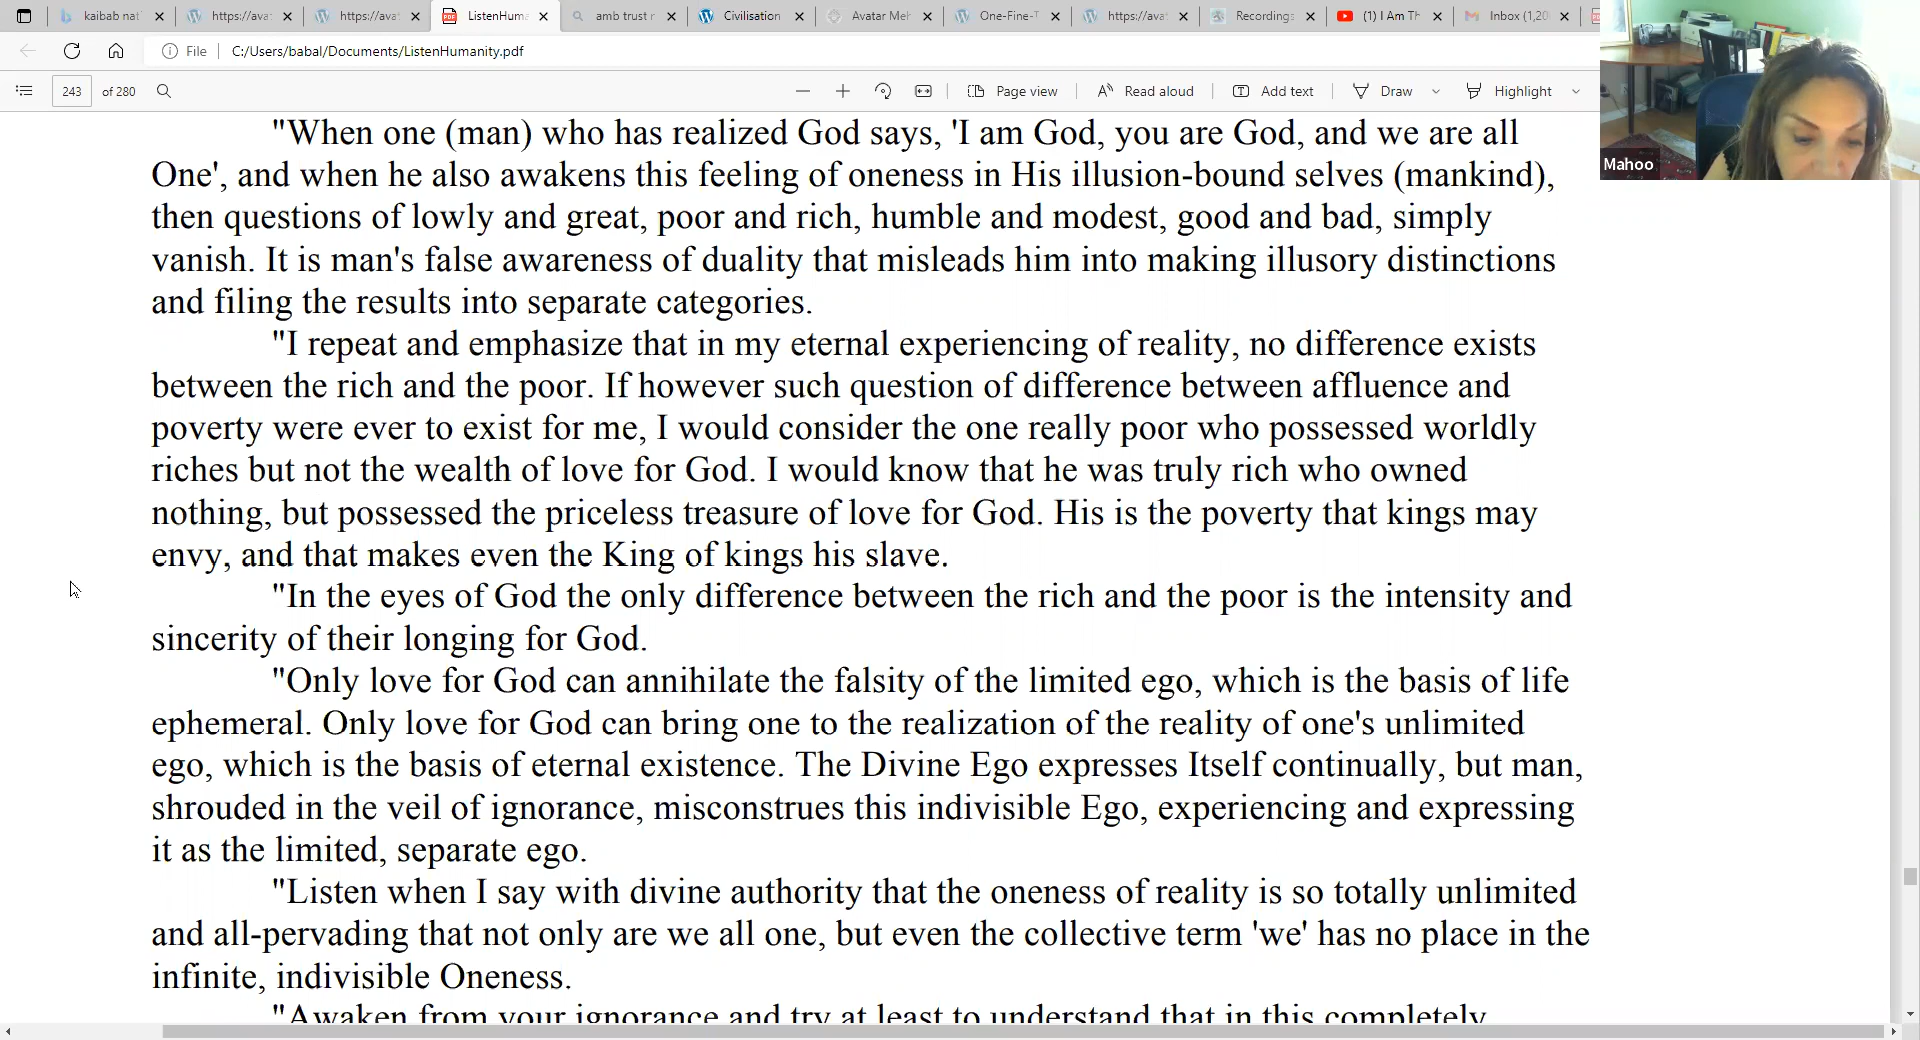 kaibab nat
https://ava
https://ava
ListenHuma
amb trust r
Civilisation
Avatar Meh
One-Fine-T
https://ava
Recordings
(1) I Am Th
Inbox (1,20
File
C:/Users/babal/Documents/ListenHumanity.pdf
243
of 280
Page view
Read aloud
Add text
Draw
Highlight
Mahoo
"When one (man) who has realized God says, 'I am God, you are God, and we are all
One', and when he also awakens this feeling of oneness in His illusion-bound selves (mankind),
then questions of lowly and great, poor and rich, humble and modest, good and bad, simply
vanish. It is man's false awareness of duality that misleads him into making illusory distinctions
and filing the results into separate categories.
"I repeat and emphasize that in my eternal experiencing of reality, no difference exists
between the rich and the poor. If however such question of difference between affluence and
poverty were ever to exist for me, I would consider the one really poor who possessed worldly
riches but not the wealth of love for God. I would know that he was truly rich who owned
nothing, but possessed the priceless treasure of love for God. His is the poverty that kings may
envy, and that makes even the King of kings his slave.
"In the eyes of God the only difference between the rich and the poor is the intensity and
sincerity of their longing for God.
"Only love for God can annihilate the falsity of the limited ego, which is the basis of life
ephemeral. Only love for God can bring one to the realization of the reality of one's unlimited
ego, which is the basis of eternal existence. The Divine Ego expresses Itself continually, but man,
shrouded in the veil of ignorance, misconstrues this indivisible Ego, experiencing and expressing
it as the limited, separate ego.
"Listen when I say with divine authority that the oneness of reality is so totally unlimited
and all-pervading that not only are we all one, but even the collective term 'we' has no place in the
infinite, indivisible Oneness.
"Awaken from your ignorance and try at least to understand that in this completely